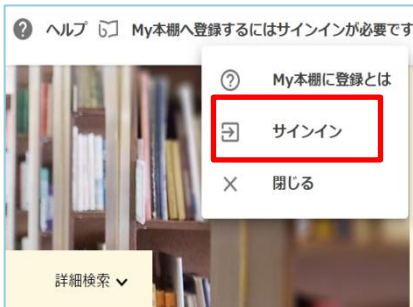 ヘルプ My本棚へ登録するにはサインインが必要です
My本棚に登録とは
サインイン
閉じる
詳細検索